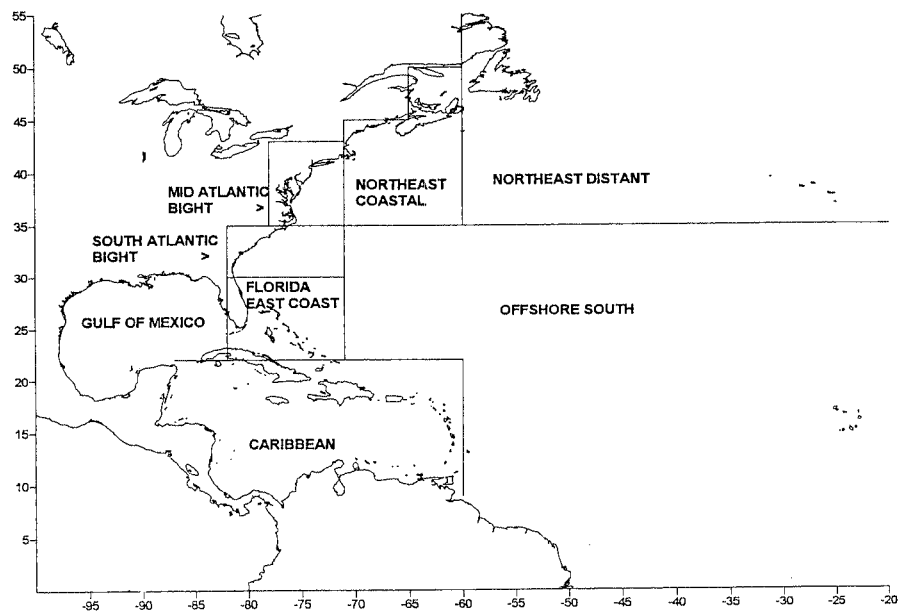 55
50
45
40
35
30
25
20
15
10
5
MID ATLANTIC
BIGHT >
NORTHEAST
COASTAL.
NORTHEAST DISTANT
SOUTH ATLANTIC
BIGHT >
FLORIDA
EAST COAST
GULF OF MEXICO
OFFSHORE SOUTH
CARIBBEAN
-95 -90 -85 -80 -75 -70 -65 -60 -55 -50 -45 -40 -35 -30 -25 -20